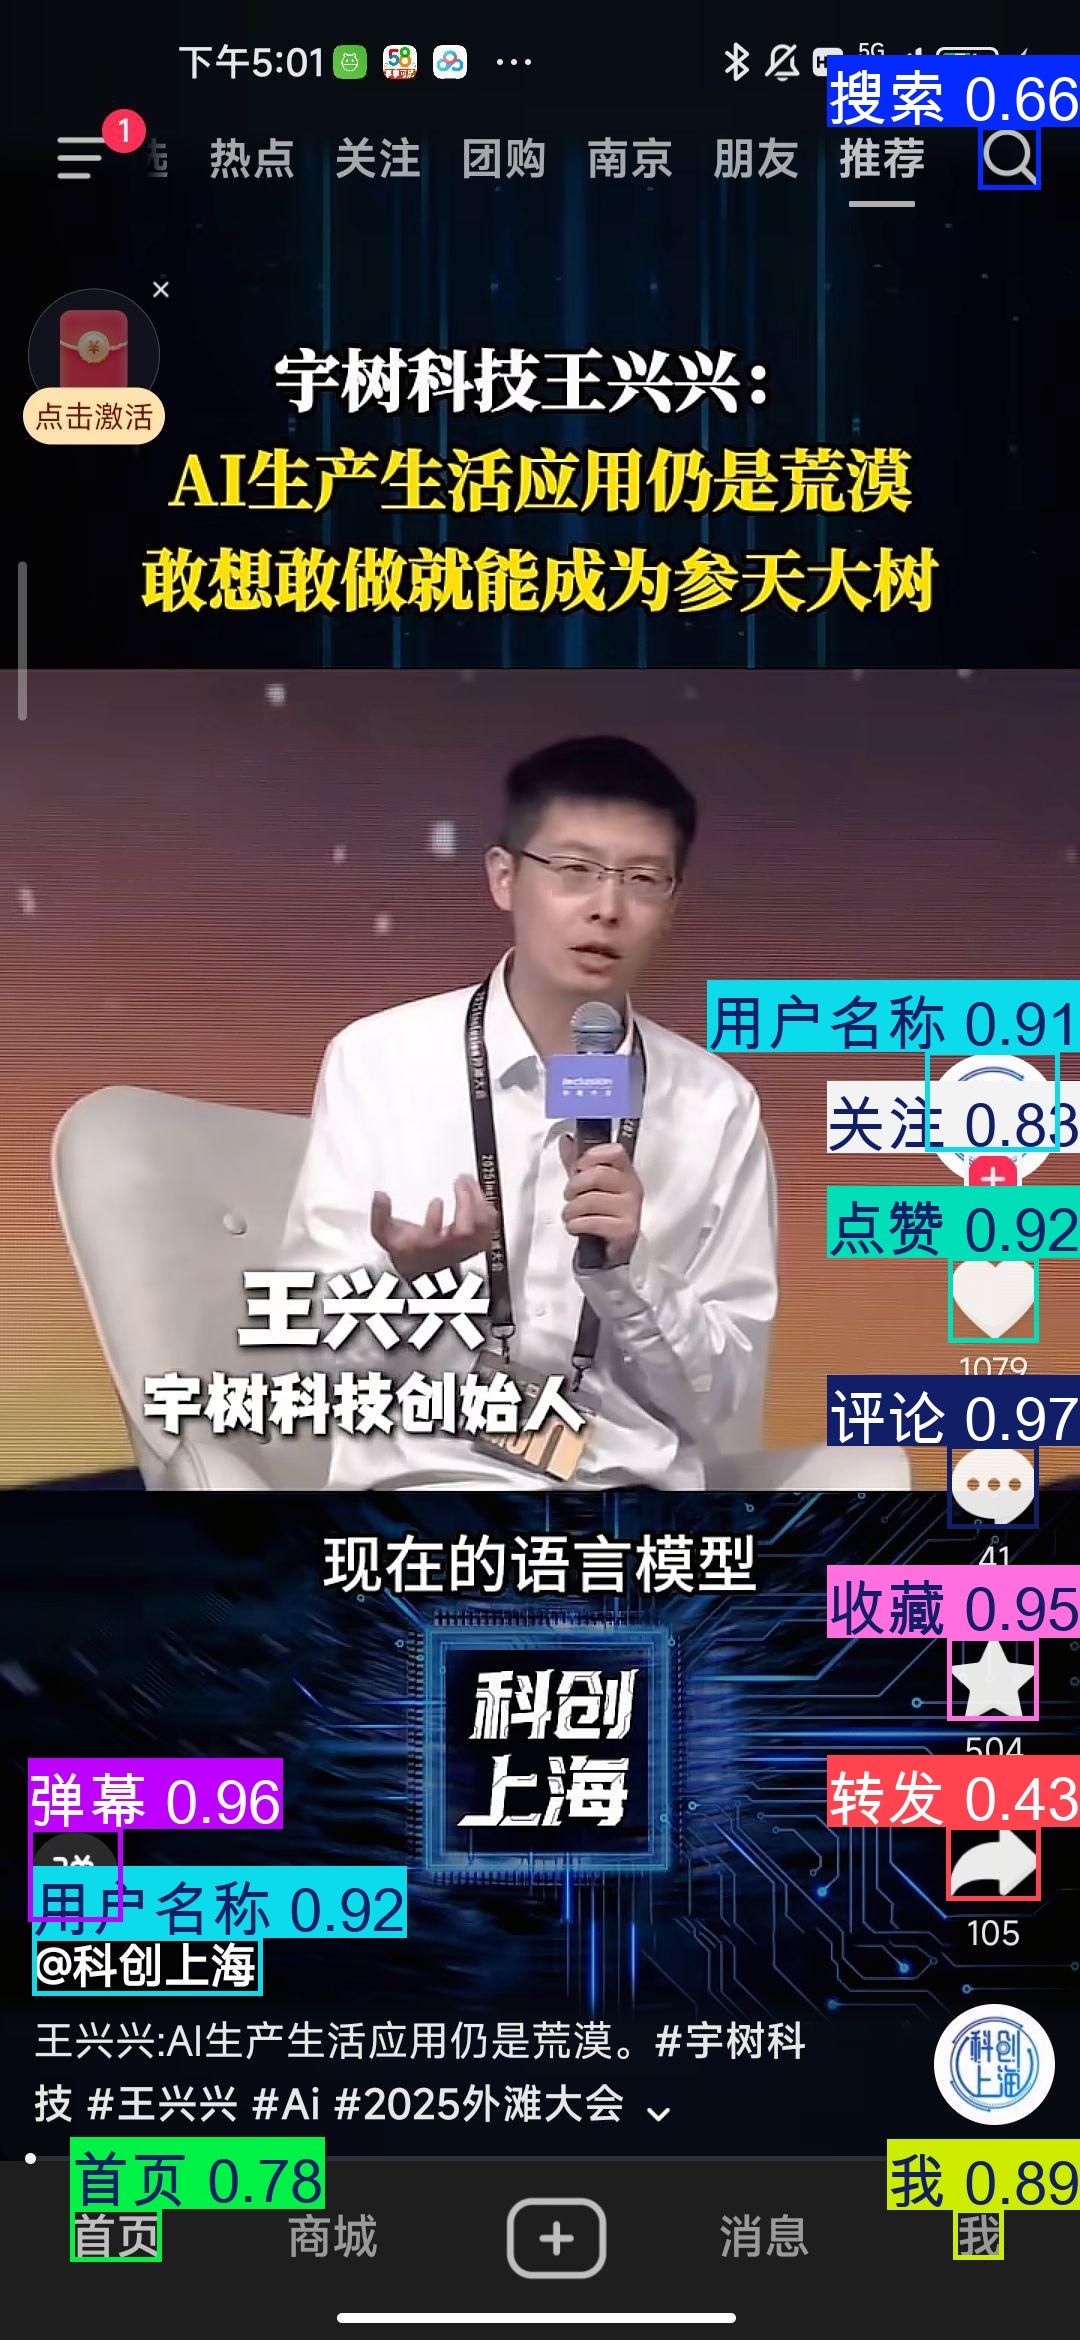 下午5:01
5G
搜索 0.66
1
热点 关注 团购 南京 朋友 推荐
点击激活
宇树科技王兴兴：
AI生产生活应用仍是荒漠
敢想敢做就能成为参天大树
用户名称 0.91
关注 0.83
点赞 0.92
1079
王兴兴
宇树科技创始人
评论 0.97
41
现在的语言模型
收藏 0.95
504
科创
上海
弹幕 0.96
转发 0.43
105
用户名称 0.92
@科创上海
王兴兴:AI生产生活应用仍是荒漠。#宇树科
技 #王兴兴 #Ai #2025外滩大会
科创
上海
首页 0.78
我 0.89
首页 商城 消息 我